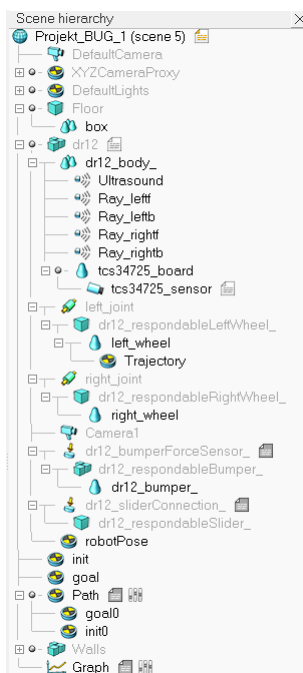 Scene hierarchy
Projekt_BUG_1 (scene 5)
DefaultCamera
XYZCameraProxy
DefaultLights
Floor
box
dr12
dr12_body_
Ultrasound
Ray_leftf
Ray_leftb
Ray_rightf
Ray_rightb
tcs34725_board
tcs34725_sensor
left_joint
dr12_respondableLeftWheel_
left_wheel
Trajectory
right_joint
dr12_respondableRightWheel_
right_wheel
Camera1
dr12_bumperForceSensor_
dr12_respondableBumper_
dr12_bumper_
dr12_sliderConnection_
dr12_respondableSlider_
robotPose
init
goal
Path
goal0
init0
Walls
Graph